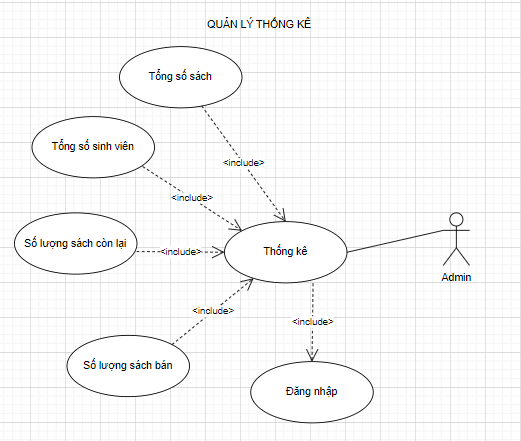 QUẢN LÝ THỐNG KÊ
Tổng số sách
Tổng số sinh viên
<include>
<include>
Số lượng sách còn lại
<include>
Thống kê
Admin
<include>
<include>
Số lượng sách bán
Đăng nhập